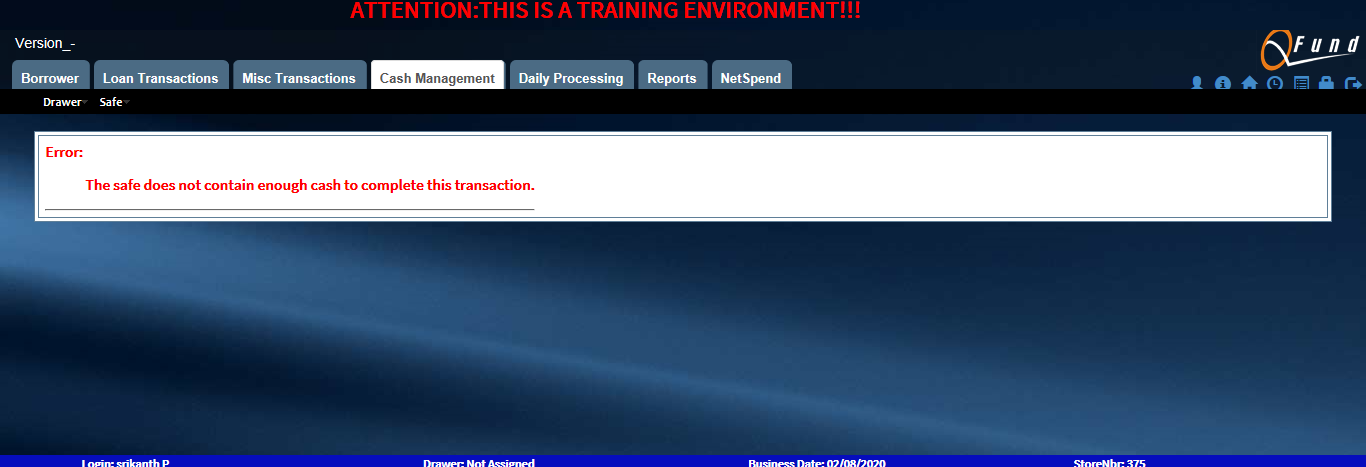 ATTENTION:THIS IS A TRAINING ENVIRONMENT!!!
Version_-
QFund
Borrower Loan Transactions Misc Transactions Cash Management Daily Processing Reports NetSpend
Drawer Safe
Error:
The safe does not contain enough cash to complete this transaction.
Login: srikanth P Drawer: Not Assigned Business Date: 02/08/2020 StoreNbr: 375